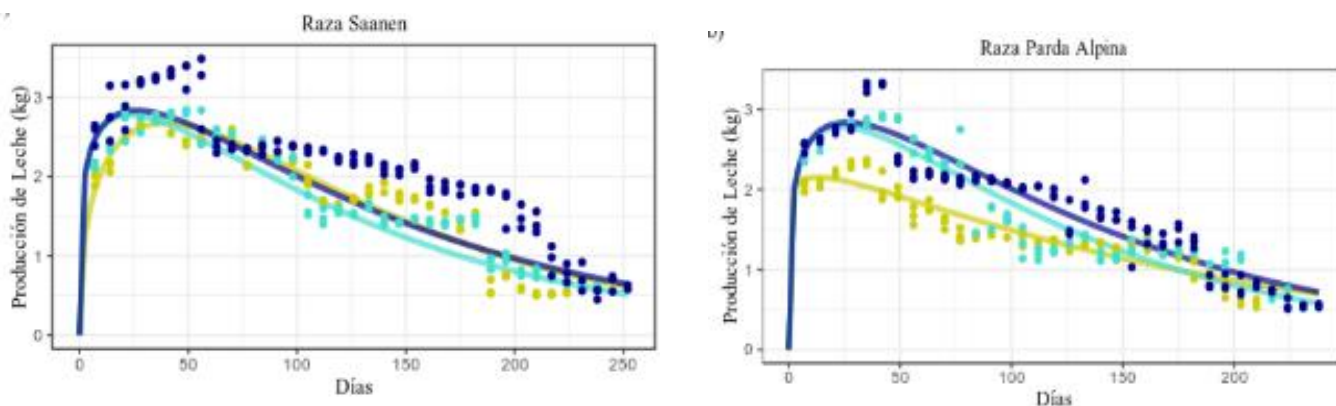 Raza Saanen
Producción de Leche (kg)
3
2
1
0
0 50 100 150 200 250
Días
b)
Raza Parda Alpina
Producción de Leche (kg)
3
2
1
0
0 50 100 150 200
Días